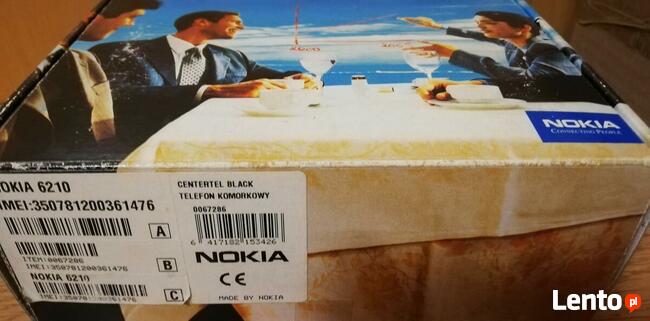 NOKIA
CONNECTING PEOPLE
NOKIA 6210
IMEI:350781200361476
A
ITEM:0067286
IMEI:350781200361476
B
NOKIA 6210
C
CENTERTEL BLACK
TELEFON KOMORKOWY
0067286
6 417182 153426
NOKIA
CE
MADE BY NOKIA
Lento.pl